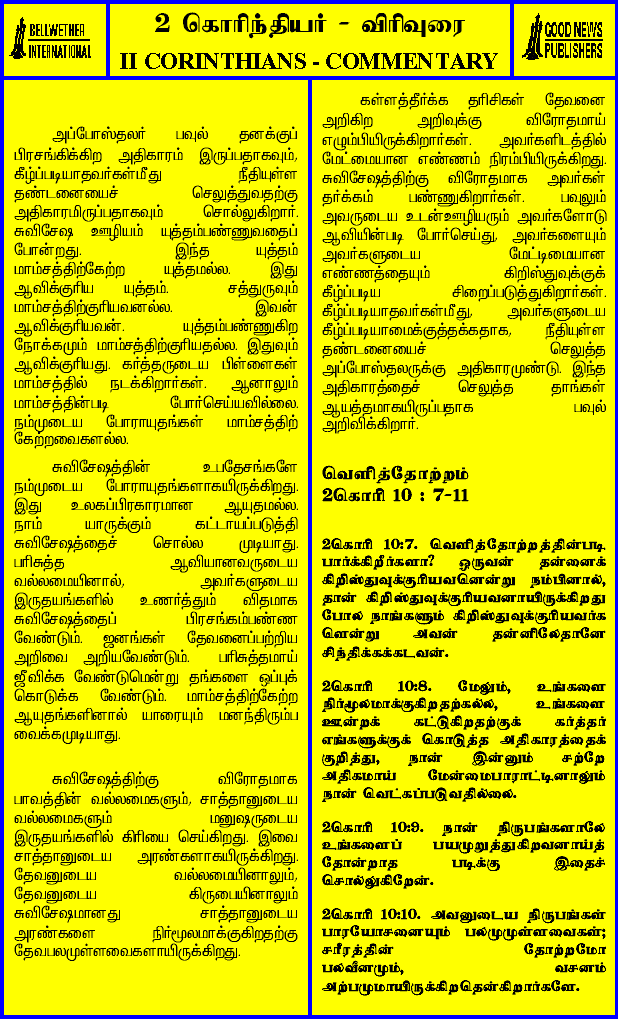 BELLWETHER
INTERNATIONAL
2 கொரிந்தியர் - விரிவுரை
II CORINTHIANS - COMMENTARY
GOOD NEWS
PUBLISHERS
அப்போஸ்தலர் பவுல் தனக்குப்
பிரசங்கிக்கிற அதிகாரம் இருப்பதாகவும்,
கீழ்ப்படியாதவர்கள்மீது நீதியுள்ள
தண்டனையைச் செலுத்துவதற்கு
அதிகாரமிருப்பதாகவும் சொல்லுகிறார்.
சுவிசேஷ ஊழியம் யுத்தம்பண்ணுவதைப்
போன்றது. இந்த யுத்தம்
மாம்சத்திற்கேற்ற யுத்தமல்ல. இது
ஆவிக்குரிய யுத்தம். சத்துருவும்
மாம்சத்திற்குரியவனல்ல. இவன்
ஆவிக்குரியவன். யுத்தம்பண்ணுகிற
நோக்கமும் மாம்சத்திற்குரியதல்ல. இதுவும்
ஆவிக்குரியது. கர்த்தருடைய பிள்ளைகள்
மாம்சத்தில் நடக்கிறார்கள். ஆனாலும்
மாம்சத்தின்படி போர்செய்யவில்லை.
நம்முடைய போராயுதங்கள் மாம்சத்திற்
கேற்றவைகளல்ல.
சுவிசேஷத்தின் உபதேசங்களே
நம்முடைய போராயுதங்களாகயிருக்கிறது.
இது உலகப்பிரகாரமான ஆயுதமல்ல.
நாம் யாருக்கும் கட்டாயப்படுத்தி
சுவிசேஷத்தைச் சொல்ல முடியாது.
பரிசுத்த ஆவியானவருடைய
வல்லமையினால், அவர்களுடைய
இருதயங்களில் உணர்த்தும் விதமாக
சுவிசேஷத்தைப் பிரசங்கம்பண்ண
வேண்டும். ஜனங்கள் தேவனைப்பற்றிய
அறிவை அறியவேண்டும். பரிசுத்தமாய்
ஜீவிக்க வேண்டுமென்று தங்களை ஒப்புக்
கொடுக்க வேண்டும். மாம்சத்திற்கேற்ற
ஆயுதங்களினால் யாரையும் மனந்திரும்ப
வைக்கமுடியாது.
சுவிசேஷத்திற்கு விரோதமாக
பாவத்தின் வல்லமைகளும், சாத்தானுடைய
வல்லமைகளும் மனுஷருடைய
இருதயங்களில் கிரியை செய்கிறது. இவை
சாத்தானுடைய அரண்களாகயிருக்கிறது.
தேவனுடைய வல்லமையினாலும்,
தேவனுடைய கிருபையினாலும்
சுவிசேஷமானது சாத்தானுடைய
அரண்களை நிர்மூலமாக்குகிறதற்கு
தேவபலமுள்ளவைகளாயிருக்கிறது.
கள்ளத்தீர்க்க தரிசிகள் தேவனை
அறிகிற அறிவுக்கு விரோதமாய்
எழும்பியிருக்கிறார்கள். அவர்களிடத்தில்
மேட்மையான எண்ணம் நிரம்பியிருக்கிறது.
சுவிசேஷத்திற்கு விரோதமாக அவர்கள்
தர்க்கம் பண்ணுகிறார்கள். பவுலும்
அவருடைய உடன்ஊழியரும் அவர்களோடு
ஆவியின்படி போர்செய்து, அவர்களையும்
அவர்களுடைய மேட்டிமையான
எண்ணத்தையும் கிறிஸ்துவுக்குக்
கீழ்ப்படிய சிறைப்படுத்துகிறார்கள்.
கீழ்ப்படியாதவர்கள்மீது, அவர்களுடைய
கீழ்ப்படியாமைக்குத்தக்கதாக, நீதியுள்ள
தண்டனையைச் செலுத்த
அப்போஸ்தலருக்கு அதிகாரமுண்டு. இந்த
அதிகாரத்தைச் செலுத்த தாங்கள்
ஆயத்தமாகயிருப்பதாக பவுல்
அறிவிக்கிறார்.
வெளித்தோற்றம்
2கொரி 10 : 7-11
2கொரி 10:7. வெளித்தோற்றத்தின்படி
பார்க்கிறீர்களா? ஒருவன் தன்னைக்
கிறிஸ்துவுக்குரியவனென்று நம்பினால்,
தான் கிறிஸ்துவுக்குரியவனாயிருக்கிறது
போல நாங்களும் கிறிஸ்துவுக்குரியவர்க
ளென்று அவன் தன்னிலேதானே
சிந்திக்கக்கடவன்.
2கொரி 10:8. மேலும், உங்களை
நிர்மூலமாக்குகிறதற்கல்ல, உங்களை
ஊன்றக் கட்டுகிறதற்குக் கர்த்தர்
எங்களுக்குக் கொடுத்த அதிகாரத்தைக்
குறித்து, நான் இன்னும் சற்றே
அதிகமாய் மேன்மைபாராட்டினாலும்
நான் வெட்கப்படுவதில்லை.
2கொரி 10:9. நான் நிருபங்களாலே
உங்களைப் பயமுறுத்துகிறவனாய்த்
தோன்றாத படிக்கு இதைச்
சொல்லுகிறேன்.
2கொரி 10:10. அவனுடைய நிருபங்கள்
பாரயோசனையும் பலமுமுள்ளவைகள்;
சரீரத்தின் தோற்றமோ
பலவீனமும், வசனம்
அற்பமுமாயிருக்கிறதென்கிறார்களே.